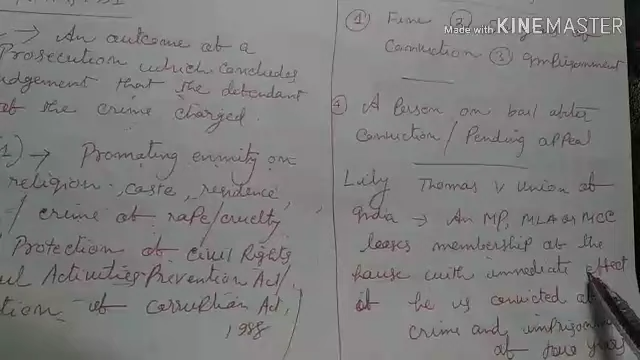 → An outcome of a
Prosecution which concludes
judgement that the defendant
of the crime charged.
1) → Promoting enmity on
religion, caste, residence,
/ crime of rape/cruelty
Protection of civil Rights
Activities Prevention Act/
of corruption Act,
1988
Made with KINEMASTER
① Fine ②
Conviction ③ Imprisonment
④ A Person on bail after
Conviction / Pending appeal
Lily Thomas V Union of
India → An MP, MLA or MCC
loses membership of the
house with immediate effect
if he is convicted of
crime and imprisonment
of